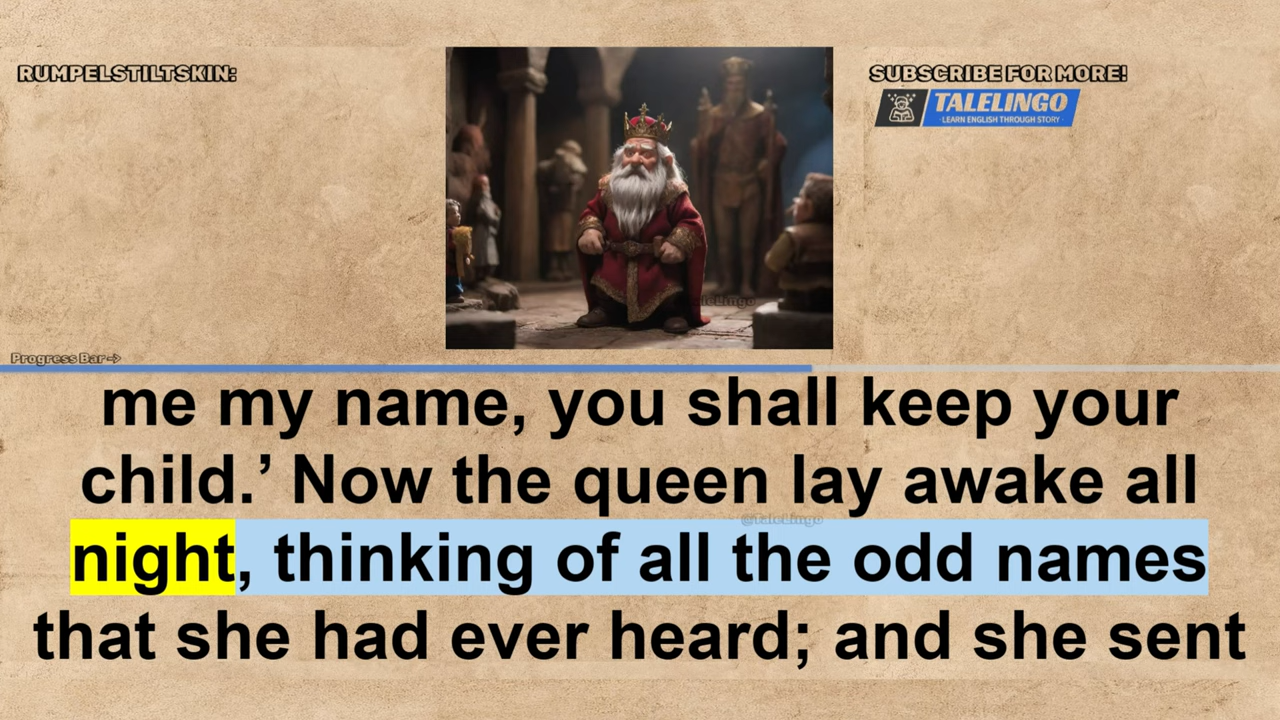 RUMPELSTILTSKIN:
SUBSCRIBE FOR MORE!
TALELINGO
·LEARN ENGLISH THROUGH STORY·
TaleLingo
Progress Bar->
me my name, you shall keep your
child.’ Now the queen lay awake all
@TaleLingo
night, thinking of all the odd names
that she had ever heard; and she sent